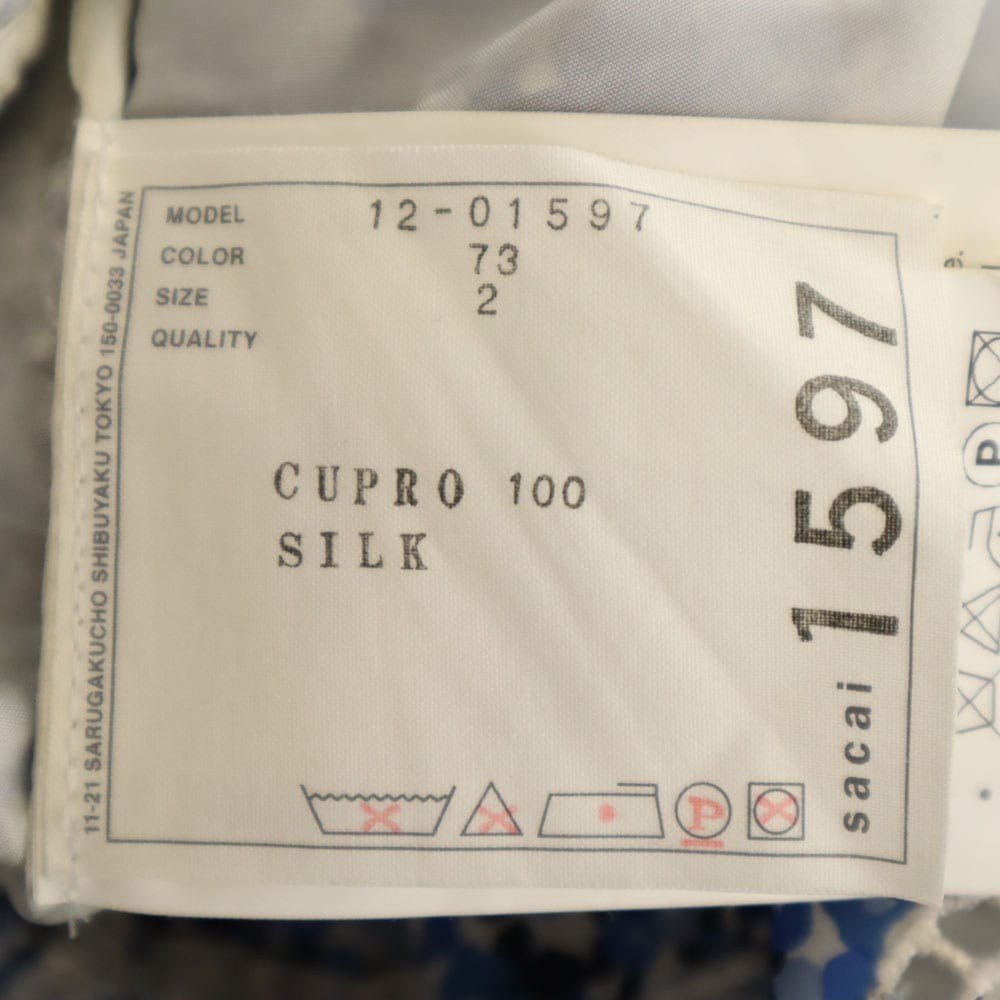 MODEL 12-01597
COLOR 73
SIZE 2
QUALITY
CUPRO 100
SILK
P
sacai 1597
11-21 SARUGAKUCHO SHIBUYAKU TOKYO 150-0033 JAPAN
e.
P